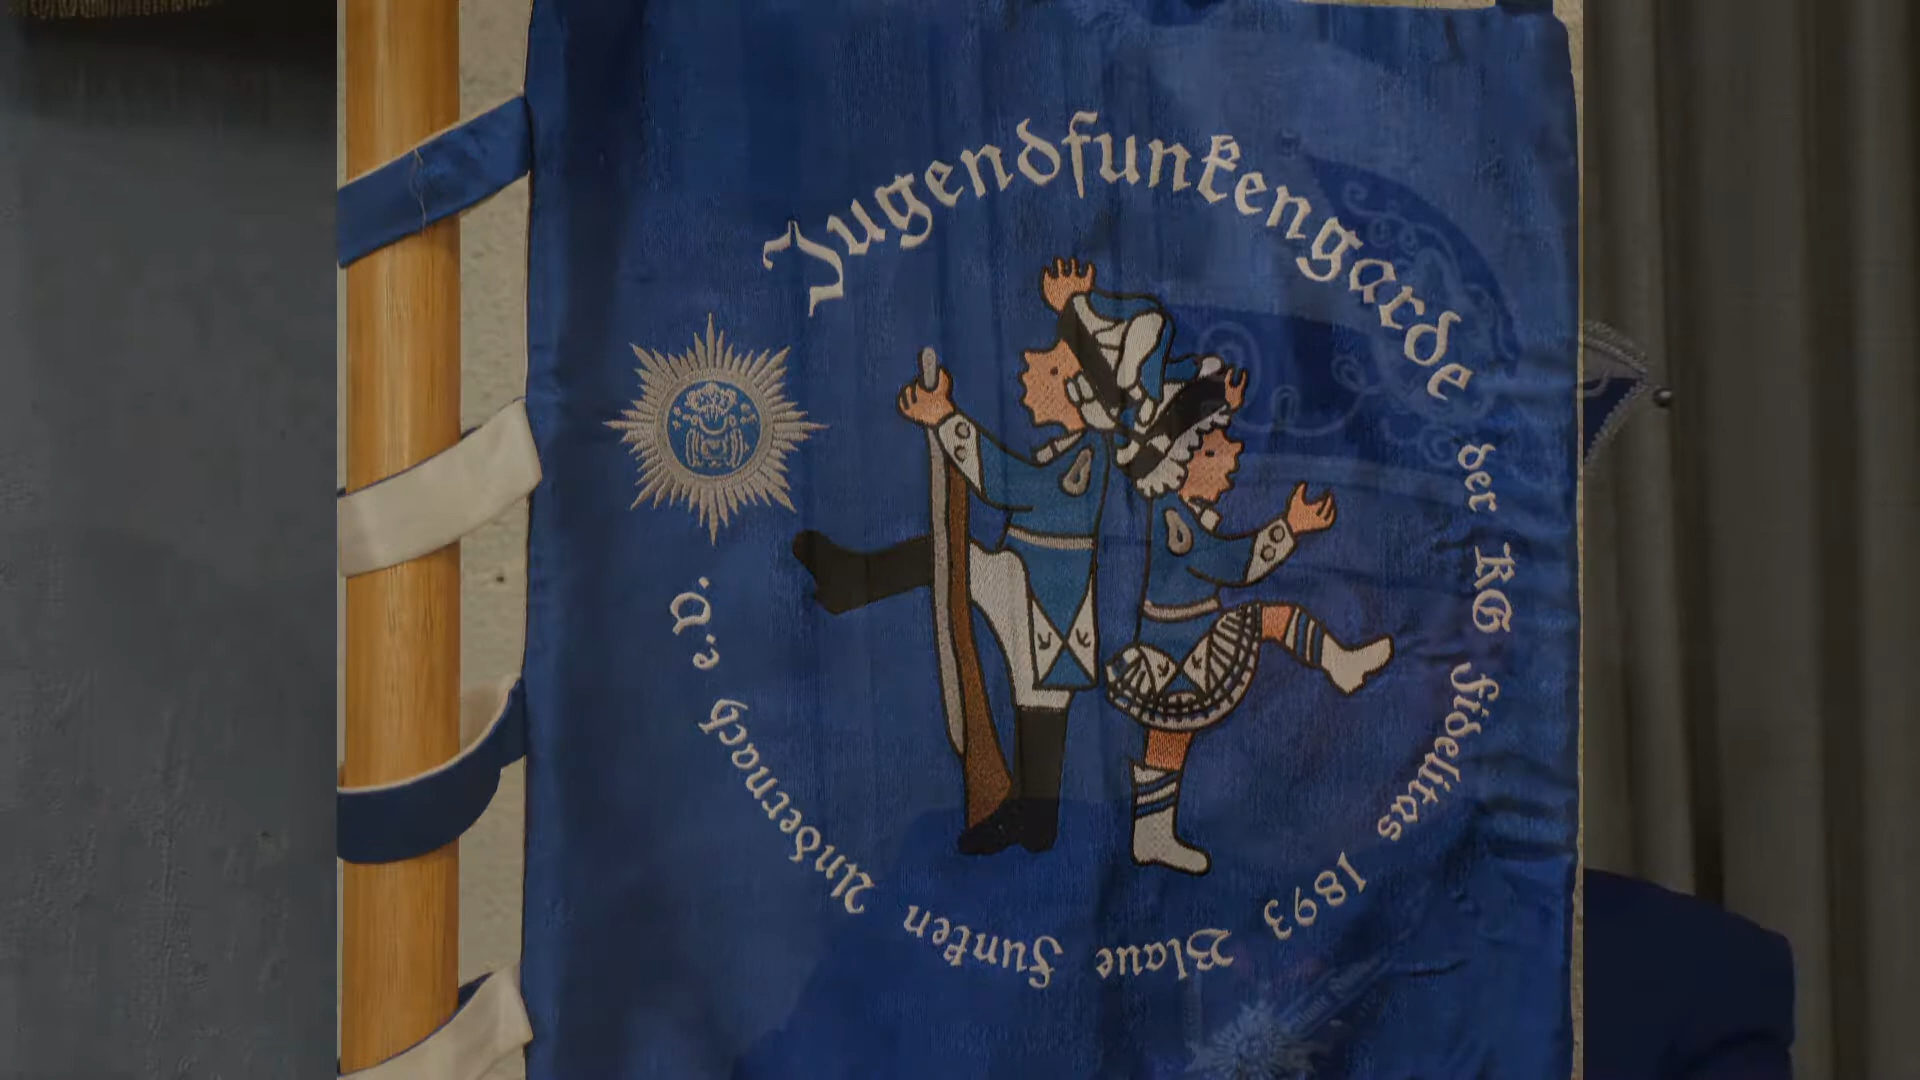 Jugendfunkengarde
der KG Fidelitas 1893 Blaue Funken Andernach e.V.